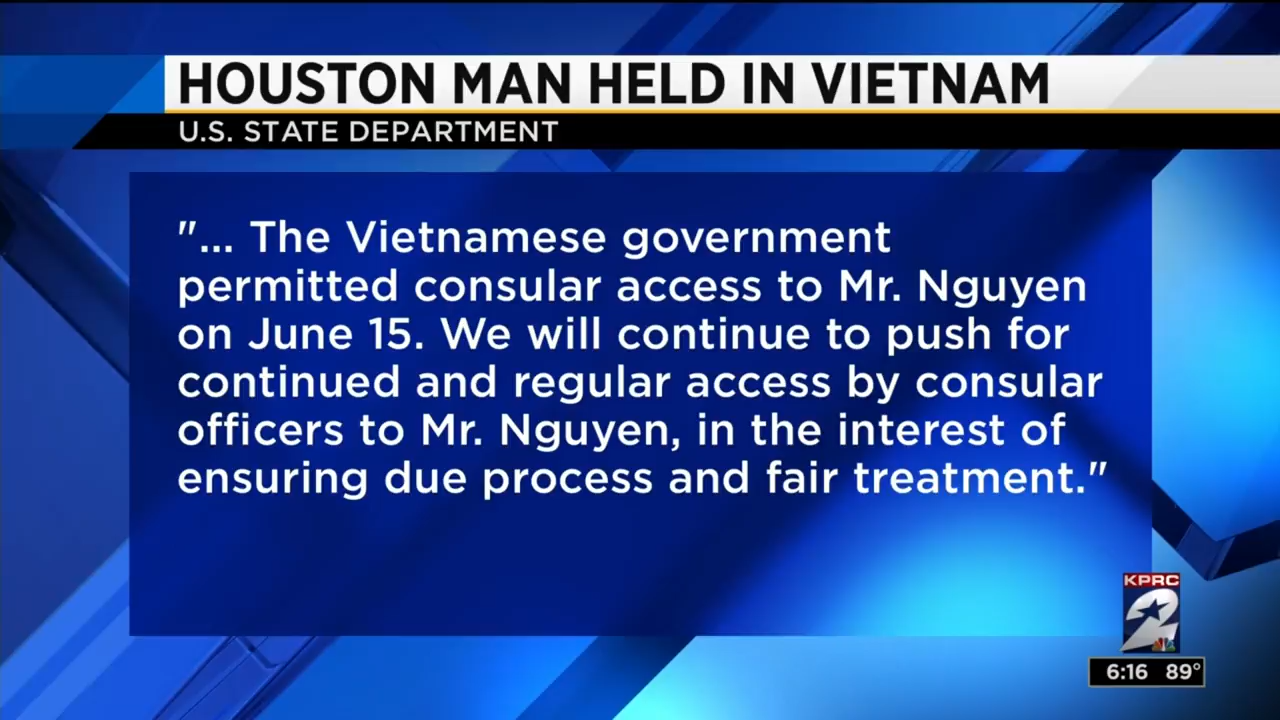 HOUSTON MAN HELD IN VIETNAM
U.S. STATE DEPARTMENT
"... The Vietnamese government
permitted consular access to Mr. Nguyen
on June 15. We will continue to push for
continued and regular access by consular
officers to Mr. Nguyen, in the interest of
ensuring due process and fair treatment."
KPRC
2
6:16 89°